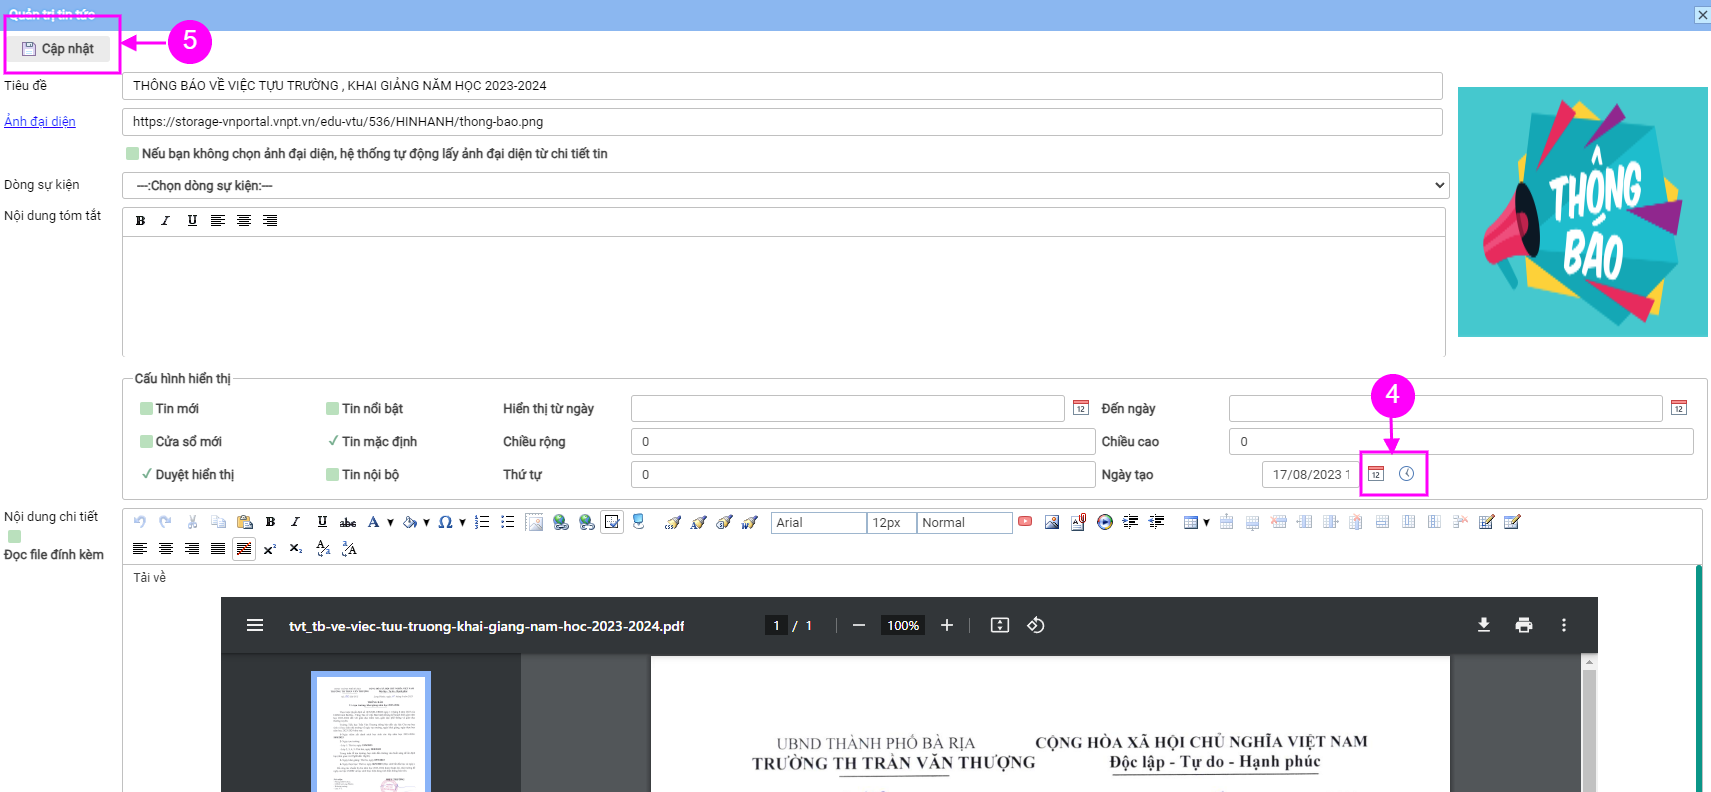 Quản trị tin tức
Cập nhật
5
Tiêu đề
THÔNG BÁO VỀ VIỆC TỰU TRƯỜNG , KHAI GIẢNG NĂM HỌC 2023-2024
Ảnh đại diện
https://storage-vnportal.vnpt.vn/edu-vtu/536/HINHANH/thong-bao.png
Nếu bạn không chọn ảnh đại diện, hệ thống tự động lấy ảnh đại diện từ chi tiết tin
Dòng sự kiện
---:Chọn dòng sự kiện:---
Nội dung tóm tắt
B I U
THÔNG
BÁO
Cấu hình hiển thị
4
Tin mới Tin nổi bật Hiển thị từ ngày 12 Đến ngày 12
Cửa sổ mới Tin mặc định Chiều rộng 0 Chiều cao 0
Duyệt hiển thị Tin nội bộ Thứ tự 0 Ngày tạo 17/08/2023 1 12
Nội dung chi tiết
Đọc file đính kèm
B I U abc A Ω Arial 12px Normal
Tải về
tvt_tb-ve-viec-tuu-truong-khai-giang-nam-hoc-2023-2024.pdf 1 / 1 100%
UBND THÀNH PHỐ BÀ RỊA CỘNG HÒA XÃ HỘI CHỦ NGHĨA VIỆT NAM
TRƯỜNG TH TRẦN VĂN THƯỢNG Độc lập - Tự do - Hạnh phúc